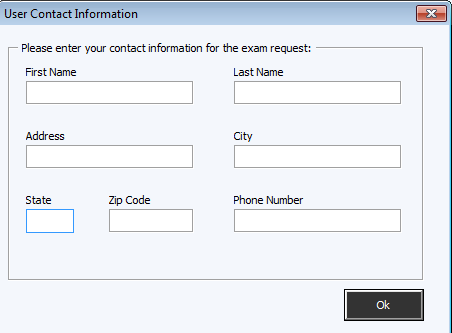 User Contact Information
Please enter your contact information for the exam request:
First Name Last Name
Address City
State Zip Code Phone Number
Ok